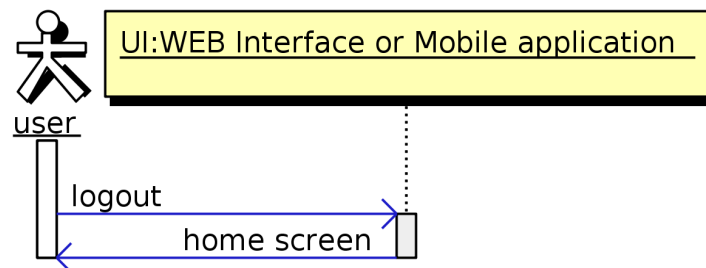 UI:WEB Interface or Mobile application
user
logout
home screen